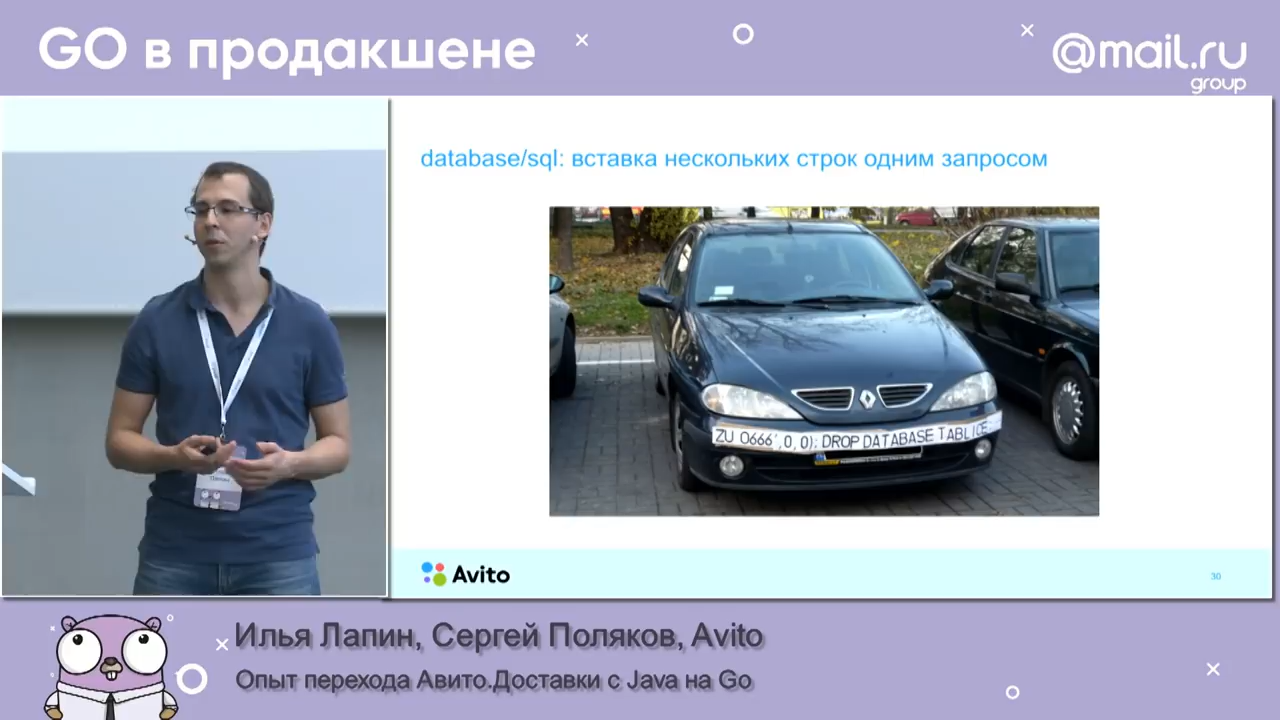 GO в продакшене
@mail.ru
group
database/sql: вставка нескольких строк одним запросом
ZU 0666',0,0); DROP DATABASE TABLICE;
Avito
30
Илья Лапин, Сергей Поляков, Avito
Опыт перехода Авито.Доставки с Java на Go